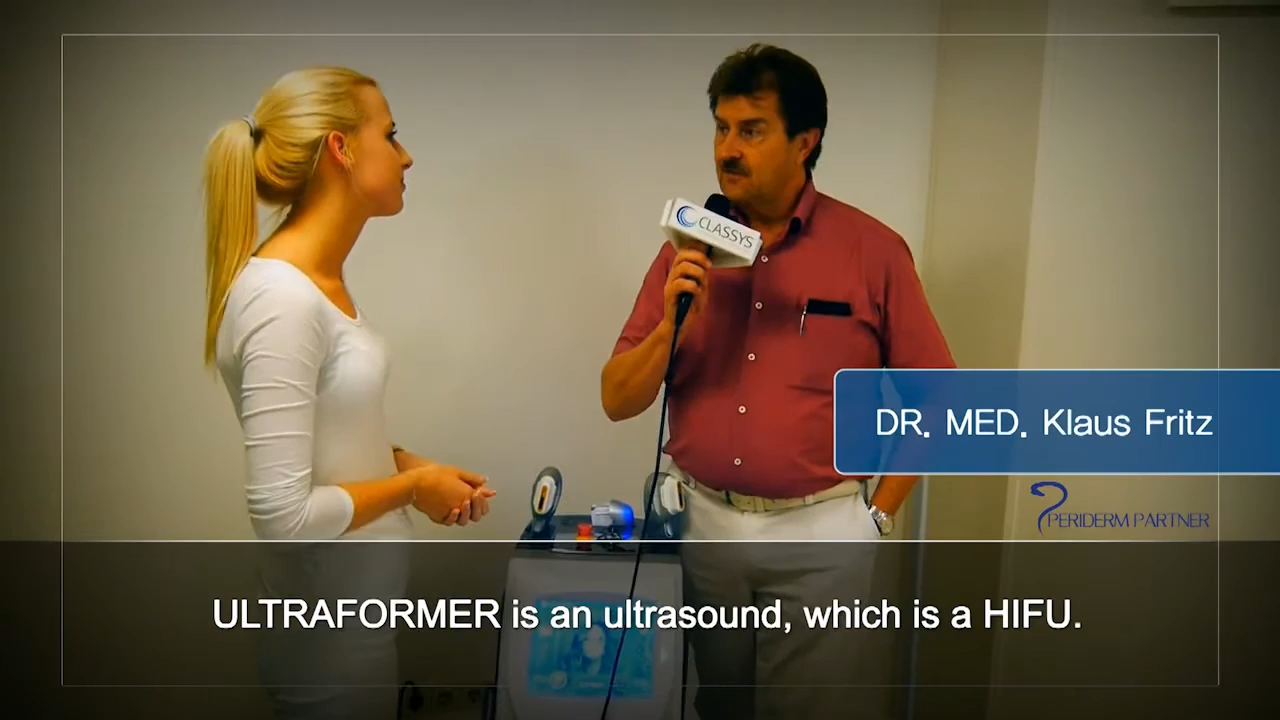 CLASSYS
DR. MED. Klaus Fritz
PERIDERM PARTNER
ULTRAFORMER is an ultrasound, which is a HIFU.